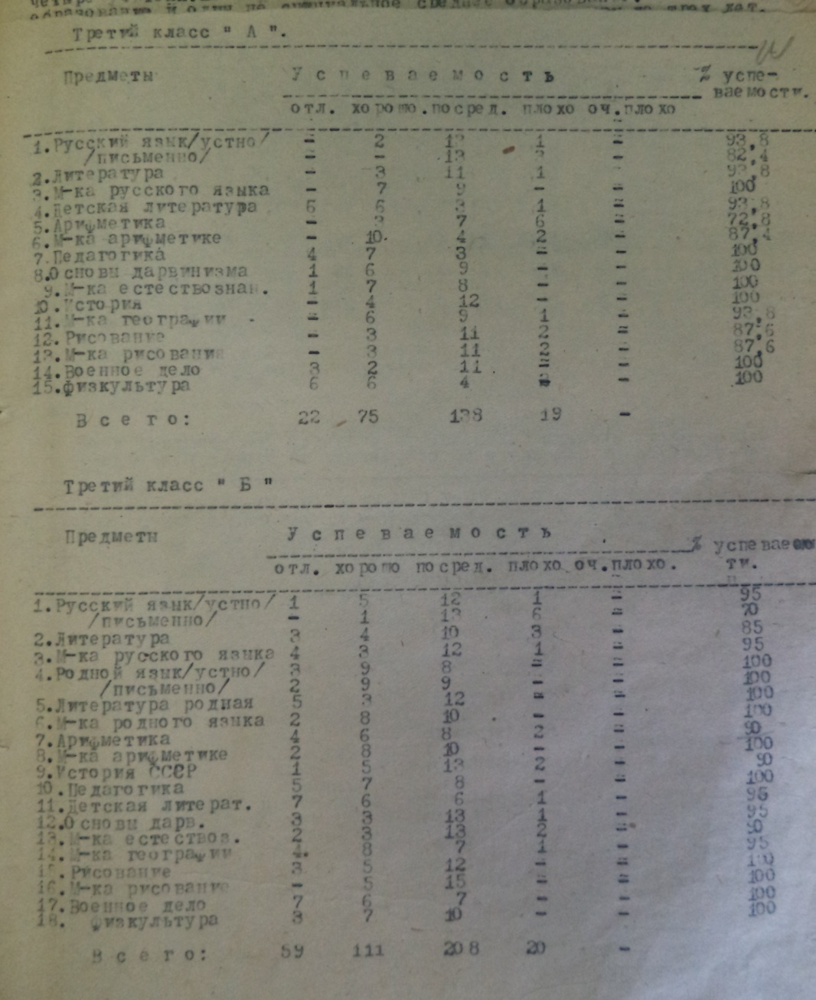 образование и один не специальное среднее образование.
Третий класс " А ".
Предметы Успеваемость % успе-
ваемости.
отл. хорошо. посред. плохо оч.плохо
1.Русский язык/устно/ - 2 13 1 - 93,8
/письменно/ - - 13 3 - 82,4
2.Литература - 3 11 1 - 93,8
3.М-ка русского языка - 7 9 - - 100
4.Детская литература 6 6 3 1 = 93,8
5.Арифметика - 3 7 6 = 72,8
6.М-ка арифметике - 10. 4 2 - 87,4
7.Педагогика 4 7 3 = = 100
8.Основы дарвинизма 1 6 9 - - 100
9.М-ка естествознан. 1 7 8 - - 100
10.История - 4 12 - - 100
11.М-ка географии - = 6 9 1 = 93,8
12.Рисование - 3 11 2 = 87,6
13.М-ка рисования - 3 11 2 - 87,6
14.Военное дело 3 2 11 . = - 100
15.физкультура 6 6 4 - 100
Всего: 22 75 138 19 -
Третий класс " Б "
Предметы Успеваемость % успеваемос
ти.
отл. хорошо посред. плохо оч.плохо.
1.Русский язык/устно/ 1 5 12 1 = 95
/письменно/ - 1 13 6 = 70
2.Литература 3 4 10 3 - 85
3.М-ка русского языка 4 3 12 1 = 95
4.Родной язык/устно/ 3 9 8 = = 100
/письменно/ 2 9 9 - - 100
5.Литература родная 5 3 12 = = 100
6.М-ка родного языка 2 8 10 - - 100
7.Арифметика 4 6 8 2 = 90
8.М-ка арифметике 2 8 10 - - 100
9.История СССР 1 5 13 2 = 90
10.Педагогика 5 7 8 - - 100
11.Детская литерат. 7 6 6 1 = 95
12.Основы дарв. 3 3 13 1 - 95
13.М-ка естествоз. 2 3 13 2 = 90
14.М-ка географии 4. 8 7 1 - 95
15.Рисование 3 5 12 = = 100
16.М-ка рисование - 5 15 = = 100
17.Военное дело 7 6 7 - - 100
18. физкультура 3 7 10 - - 100
Всего: 59 111 208 20 -